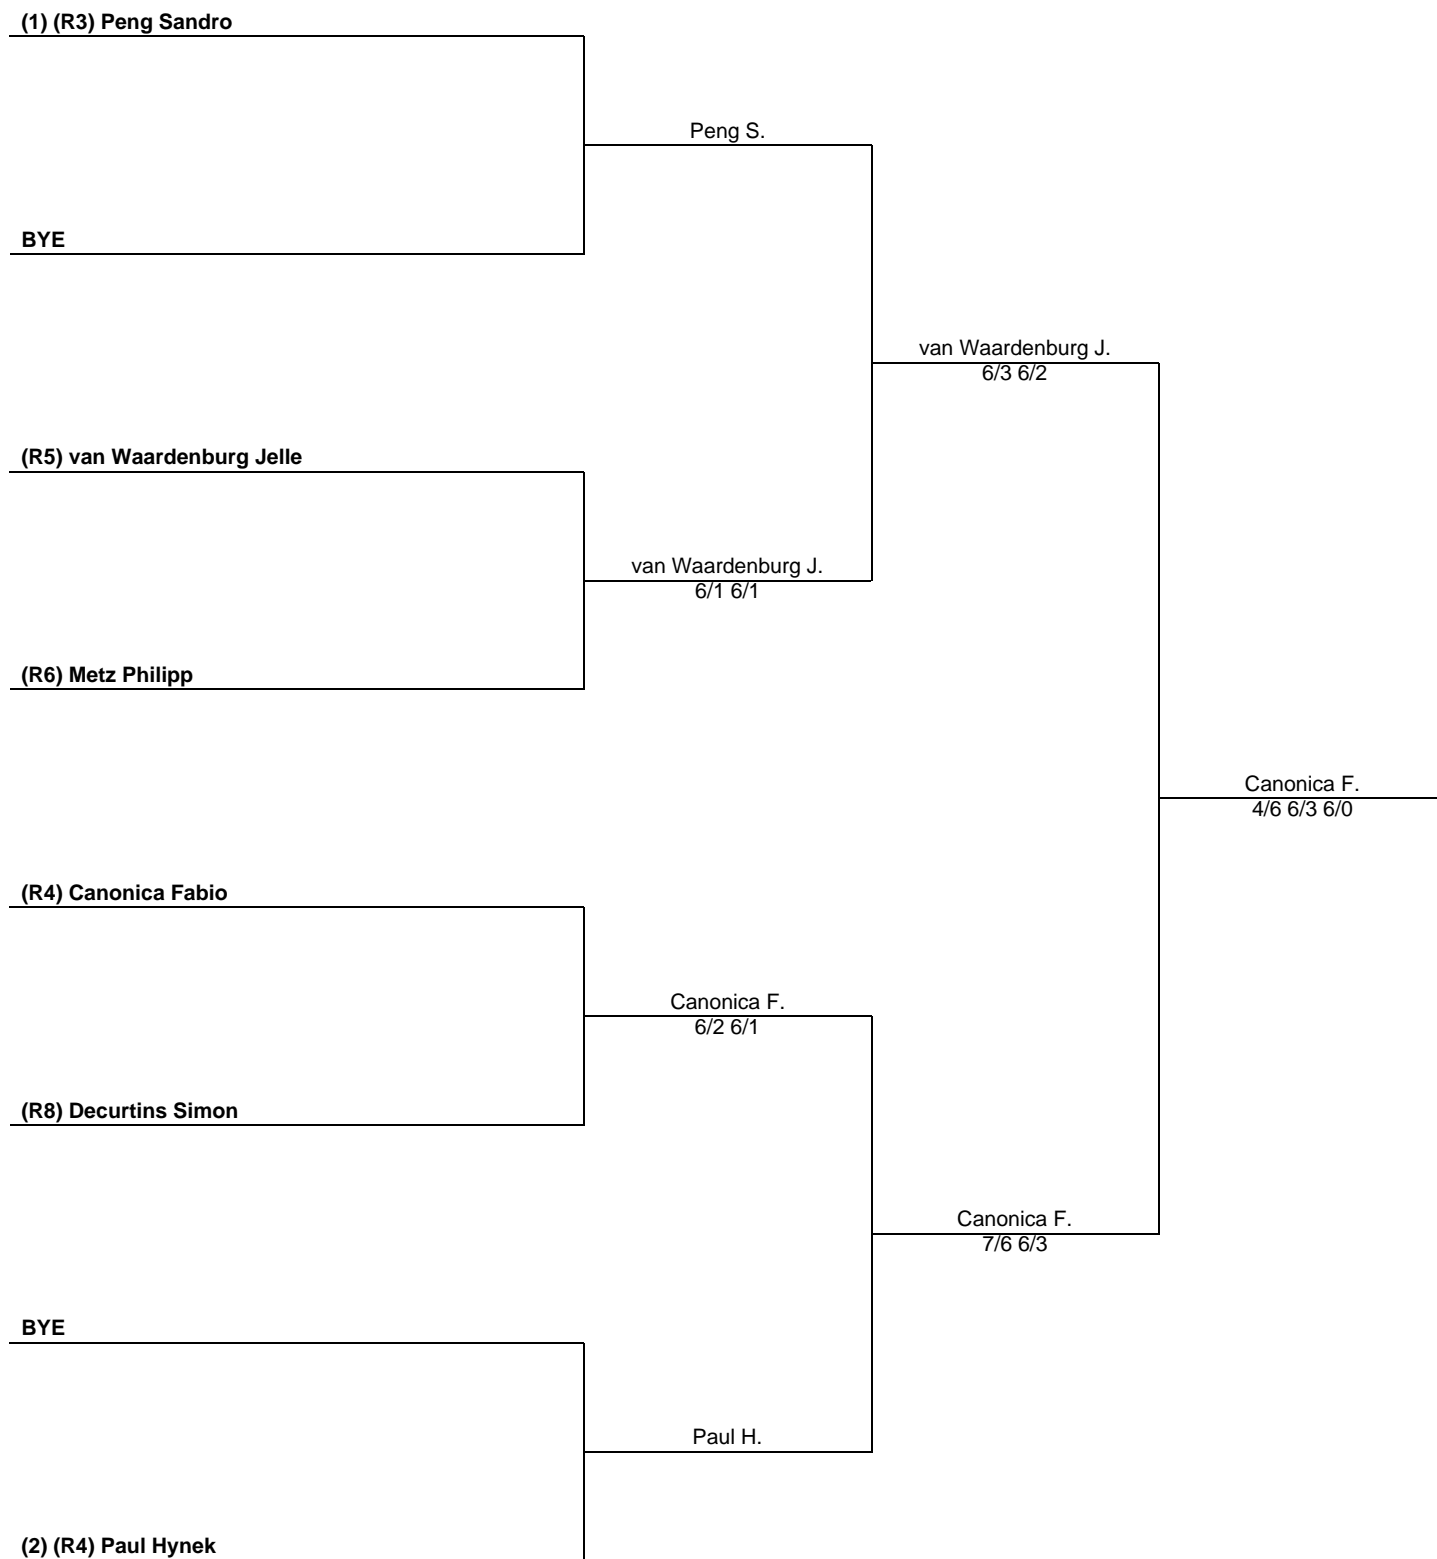 (1) (R3) Peng Sandro
Peng S.
BYE
van Waardenburg J.
6/3 6/2
(R5) van Waardenburg Jelle
van Waardenburg J.
6/1 6/1
(R6) Metz Philipp
Canonica F.
4/6 6/3 6/0
(R4) Canonica Fabio
Canonica F.
6/2 6/1
(R8) Decurtins Simon
Canonica F.
7/6 6/3
BYE
Paul H.
(2) (R4) Paul Hynek